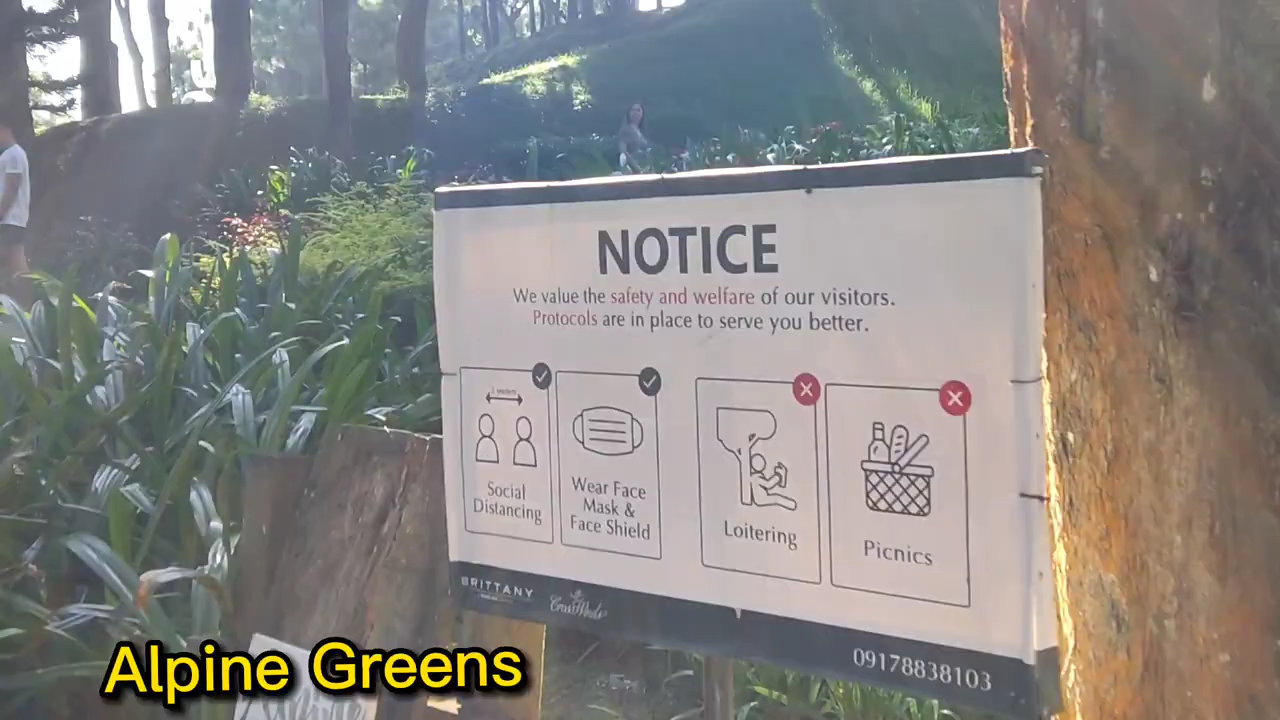 NOTICE
We value the safety and welfare of our visitors.
Protocols are in place to serve you better.
Social
Distancing
Wear Face
Mask &
Face Shield
Loitering
Picnics
BRITTANY
09178838103
Alpine Greens